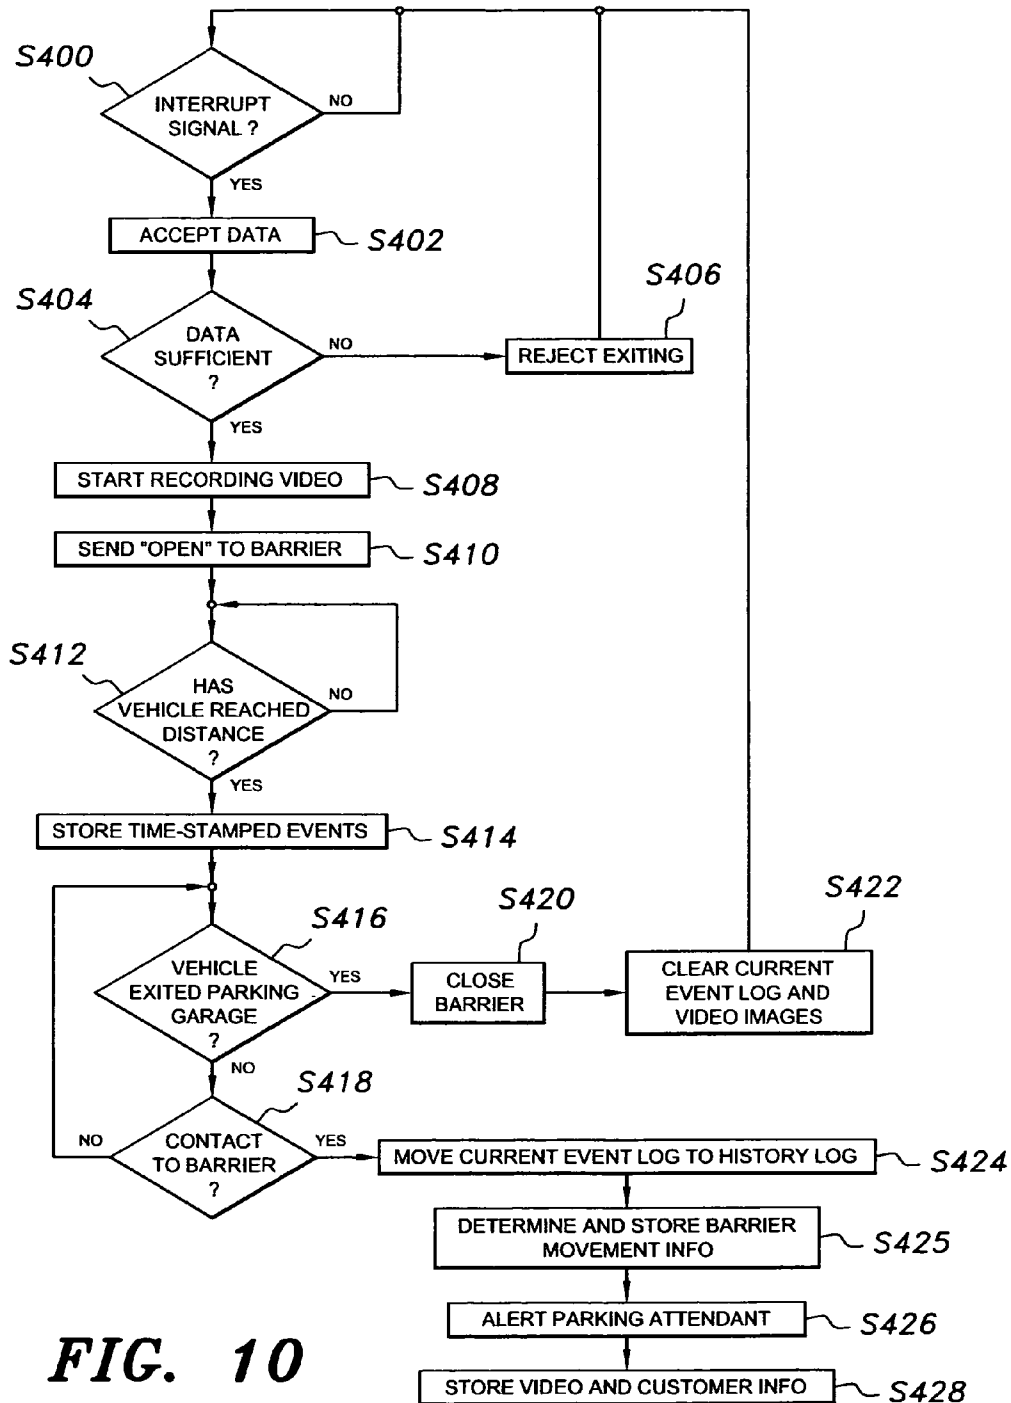 S400
INTERRUPT
SIGNAL ?
NO
YES
ACCEPT DATA
S402
S404
DATA
SUFFICIENT
?
NO
YES
S406
REJECT EXITING
START RECORDING VIDEO
S408
SEND "OPEN" TO BARRIER
S410
S412
HAS
VEHICLE REACHED
DISTANCE
?
NO
YES
STORE TIME-STAMPED EVENTS
S414
S416
VEHICLE
EXITED PARKING
GARAGE
?
YES
NO
S420
CLOSE
BARRIER
S422
CLEAR CURRENT
EVENT LOG AND
VIDEO IMAGES
S418
CONTACT
TO BARRIER
?
NO
YES
MOVE CURRENT EVENT LOG TO HISTORY LOG
S424
DETERMINE AND STORE BARRIER
MOVEMENT INFO
S425
ALERT PARKING ATTENDANT
S426
STORE VIDEO AND CUSTOMER INFO
S428
FIG. 10